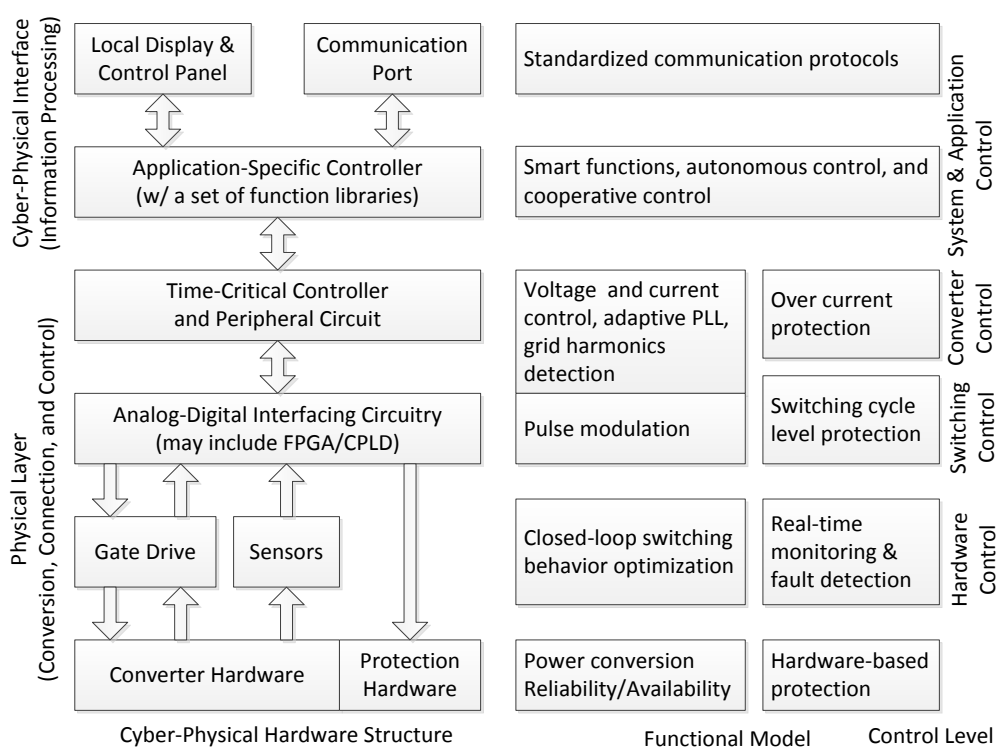 Cyber-Physical Interface
(Information Processing)
Local Display &
Control Panel
Communication
Port
Standardized communication protocols
System & Application
Control
Application-Specific Controller
(w/ a set of function libraries)
Smart functions, autonomous control, and
cooperative control
Physical Layer
(Conversion, Connection, and Control)
Time-Critical Controller
and Peripheral Circuit
Voltage and current
control, adaptive PLL,
grid harmonics
detection
Over current
protection
Converter
Control
Analog-Digital Interfacing Circuitry
(may include FPGA/CPLD)
Pulse modulation
Switching cycle
level protection
Switching
Control
Gate Drive
Sensors
Closed-loop switching
behavior optimization
Real-time
monitoring &
fault detection
Hardware
Control
Converter Hardware
Protection
Hardware
Power conversion
Reliability/Availability
Hardware-based
protection
Cyber-Physical Hardware Structure
Functional Model
Control Level